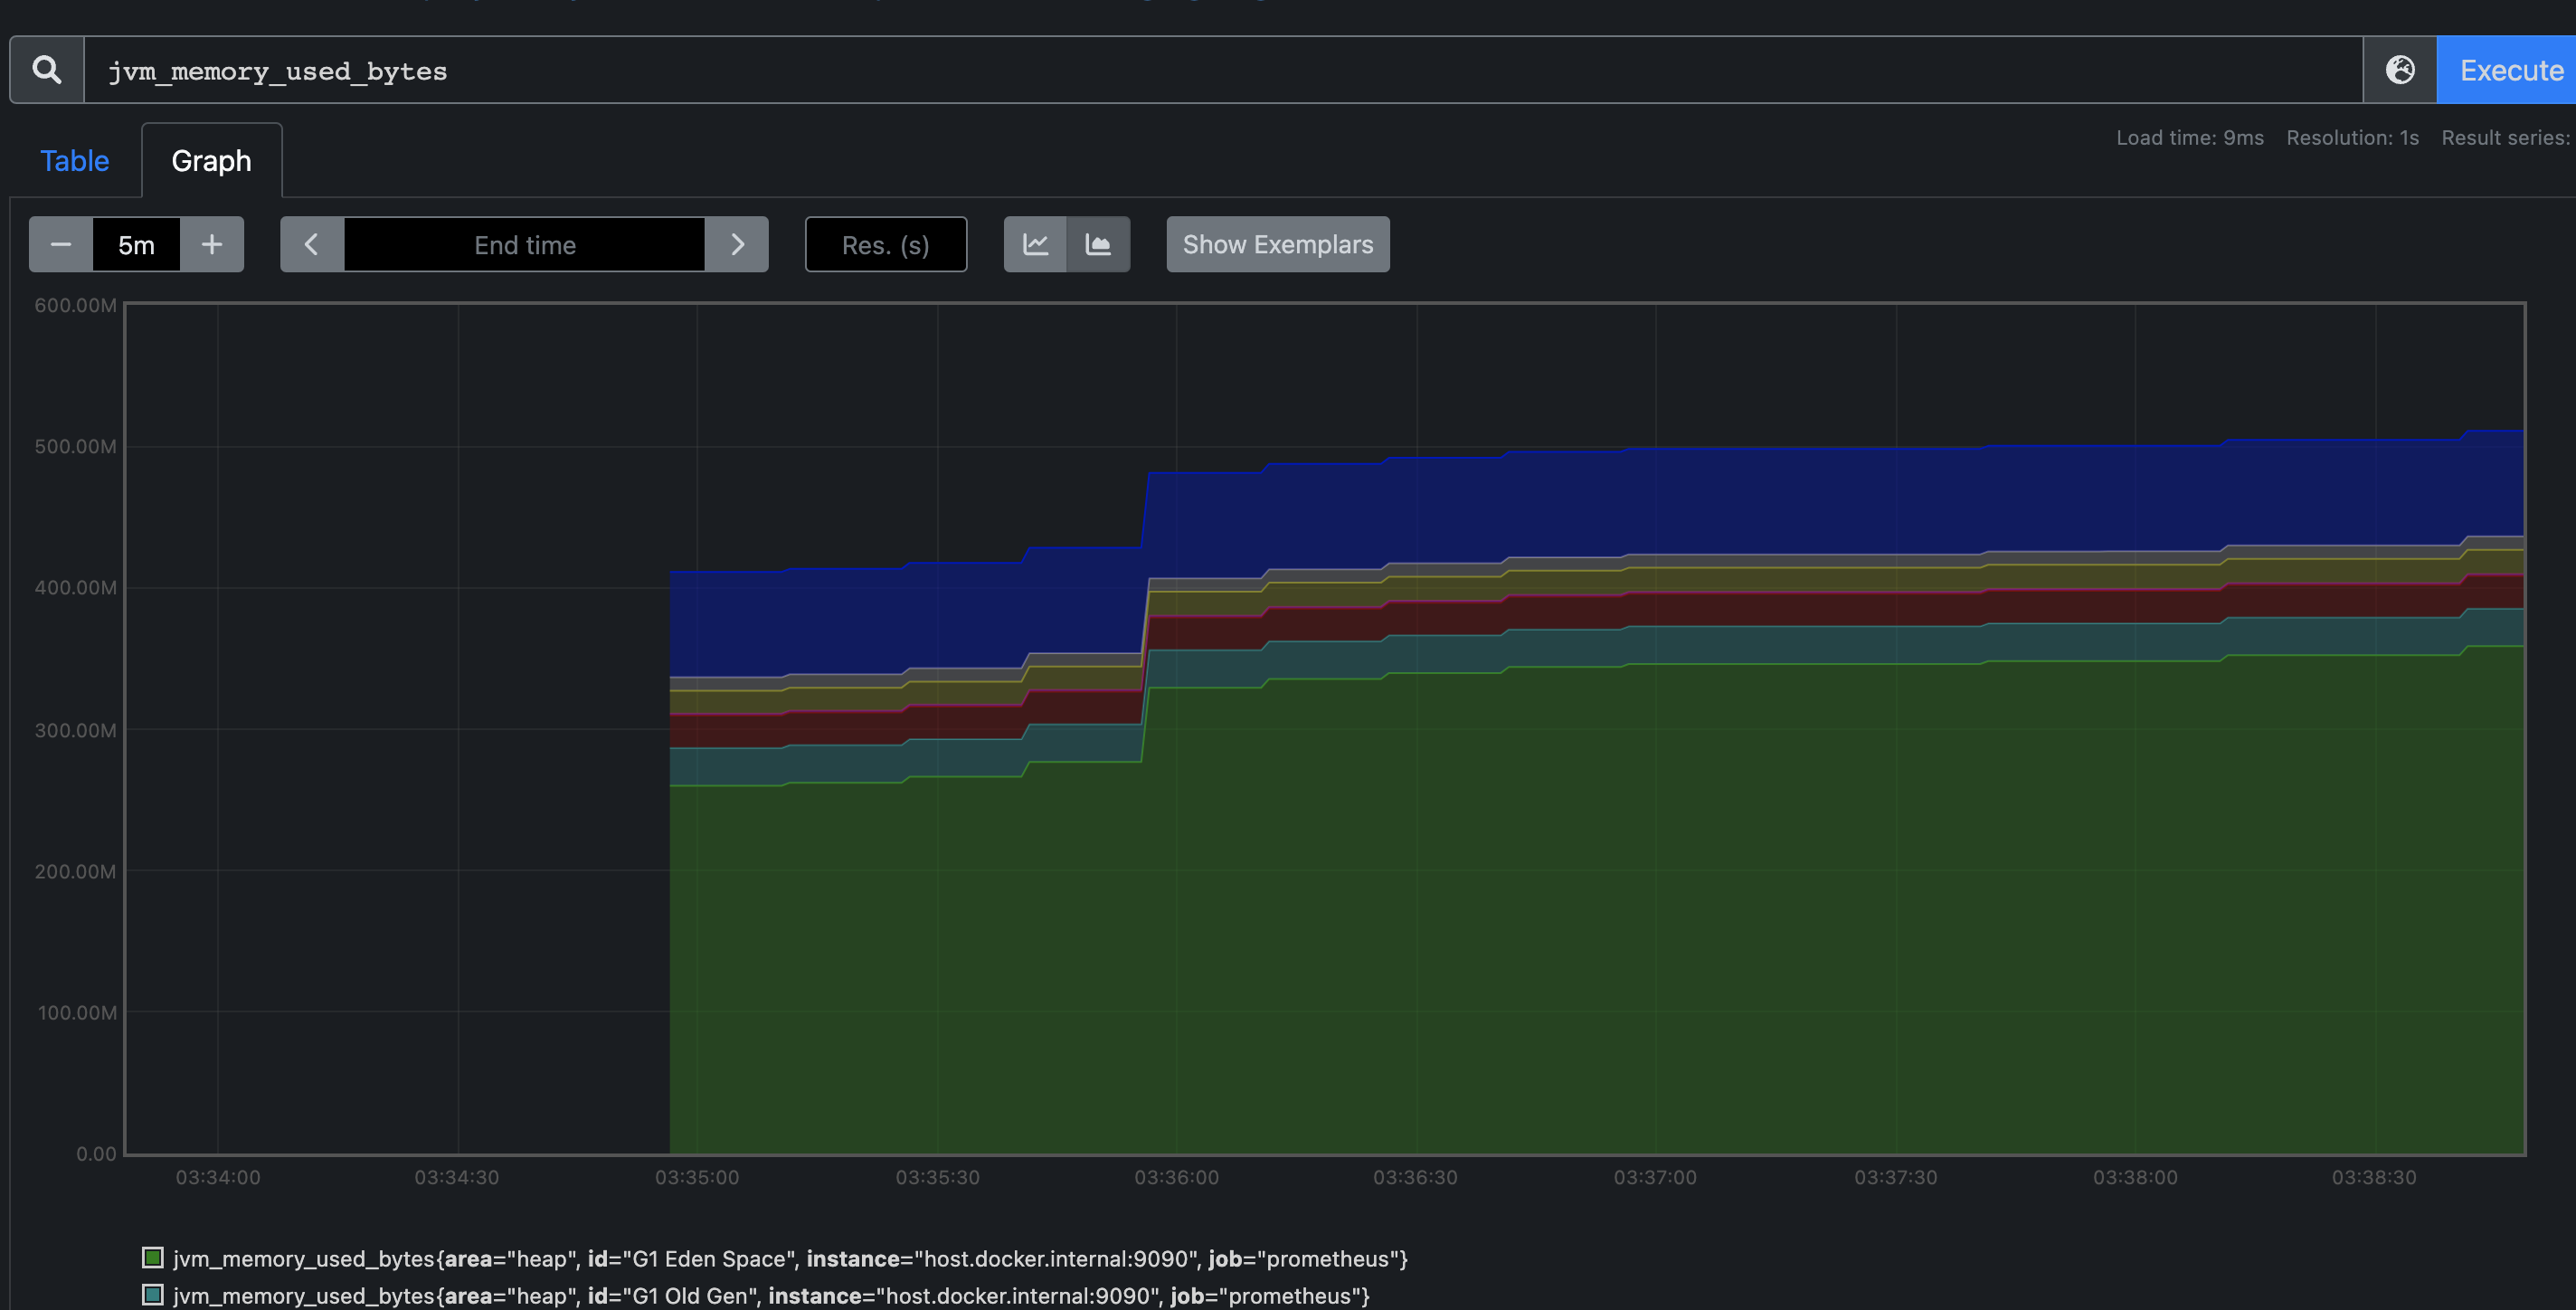 jvm_memory_used_bytes
Execute
Table
Graph
Load time: 9ms Resolution: 1s Result series:
5m
End time
Res. (s)
Show Exemplars
600.00M
500.00M
400.00M
300.00M
200.00M
100.00M
0.00
03:34:00 03:34:30 03:35:00 03:35:30 03:36:00 03:36:30 03:37:00 03:37:30 03:38:00 03:38:30
jvm_memory_used_bytes{area="heap", id="G1 Eden Space", instance="host.docker.internal:9090", job="prometheus"}
jvm_memory_used_bytes{area="heap", id="G1 Old Gen", instance="host.docker.internal:9090", job="prometheus"}